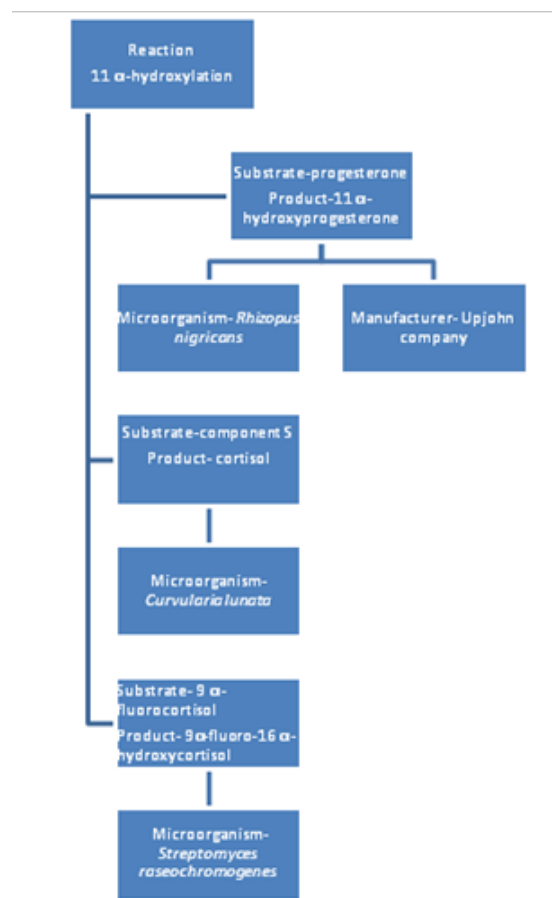 Reaction
11 α-hydroxylation
Substrate-progesterone
Product-11 α-
hydroxyprogesterone
Microorganism- Rhizopus
nigricans
Manufacturer- Upjohn
company
Substrate-component S
Product- cortisol
Microorganism-
Curvularia lunata
Substrate- 9 α-
fluorocortisol
Product- 9α-fluoro-16 α-
hydroxycortisol
Microorganism-
Streptomyces
raseochromogenes